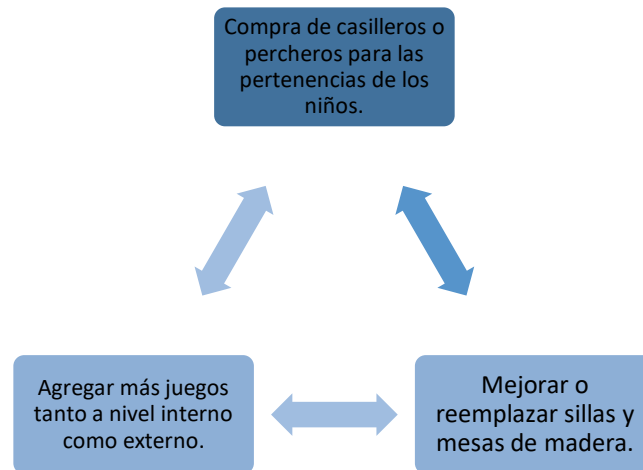 Compra de casilleros o
percheros para las
pertenencias de los
niños.
Agregar más juegos
tanto a nivel interno
como externo.
Mejorar o
reemplazar sillas y
mesas de madera.